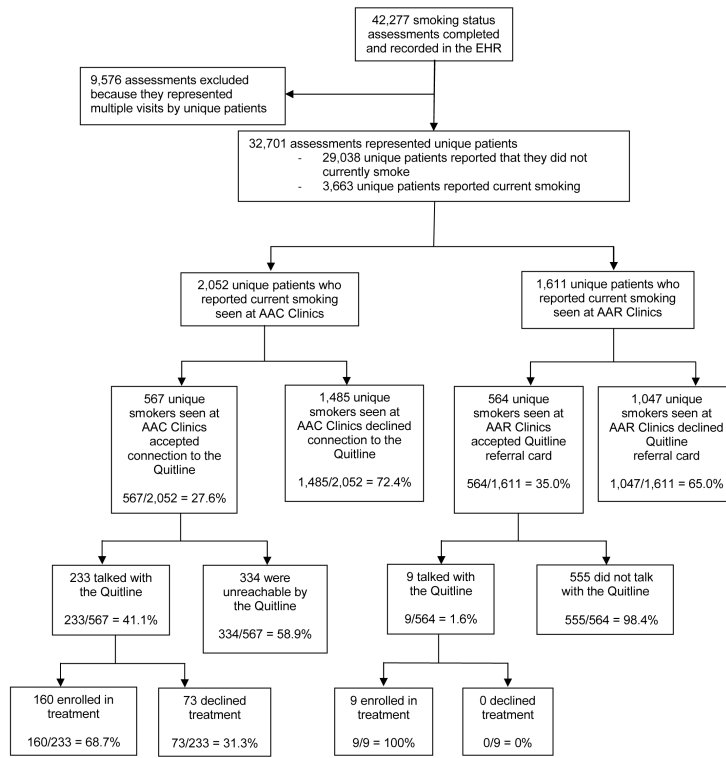 42,277 smoking status
assessments completed
and recorded in the EHR
9,576 assessments excluded
because they represented
multiple visits by unique patients
32,701 assessments represented unique patients
- 29,038 unique patients reported that they did not
currently smoke
- 3,663 unique patients reported current smoking
2,052 unique patients who
reported current smoking
seen at AAC Clinics
1,611 unique patients who
reported current smoking
seen at AAR Clinics
567 unique
smokers seen at
AAC Clinics
accepted
connection to the
Quitline
567/2,052 = 27.6%
1,485 unique
smokers seen at
AAC Clinics declined
connection to the
Quitline
1,485/2,052 = 72.4%
564 unique
smokers seen at
AAR Clinics
accepted Quitline
referral card
564/1,611 = 35.0%
1,047 unique
smokers seen at
AAR Clinics declined
Quitline
referral card
1,047/1,611 = 65.0%
233 talked with
the Quitline
233/567 = 41.1%
334 were
unreachable by
the Quitline
334/567 = 58.9%
9 talked with
the Quitline
9/564 = 1.6%
555 did not talk
with the Quitline
555/564 = 98.4%
160 enrolled in
treatment
160/233 = 68.7%
73 declined
treatment
73/233 = 31.3%
9 enrolled in
treatment
9/9 = 100%
0 declined
treatment
0/9 = 0%